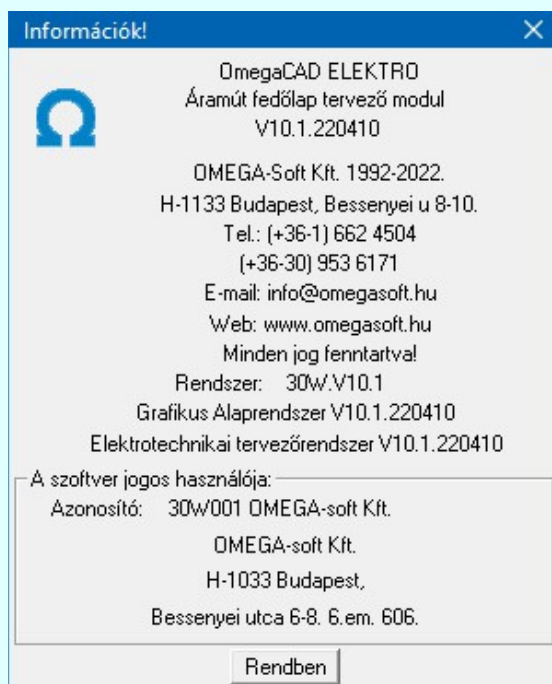 Információk!
OmegaCAD ELEKTRO
Áramút fedőlap tervező modul
V10.1.220410
OMEGA-Soft Kft. 1992-2022.
H-1133 Budapest, Bessenyei u 8-10.
Tel.: (+36-1) 662 4504
(+36-30) 953 6171
E-mail: info@omegasoft.hu
Web: www.omegasoft.hu
Minden jog fenntartva!
Rendszer: 30W.V10.1
Grafikus Alaprendszer V10.1.220410
Elektrotechnikai tervezőrendszer V10.1.220410
A szoftver jogos használója:
Azonosító: 30W001 OMEGA-soft Kft.
OMEGA-soft Kft.
H-1033 Budapest,
Bessenyei utca 6-8. 6.em. 606.
Rendben